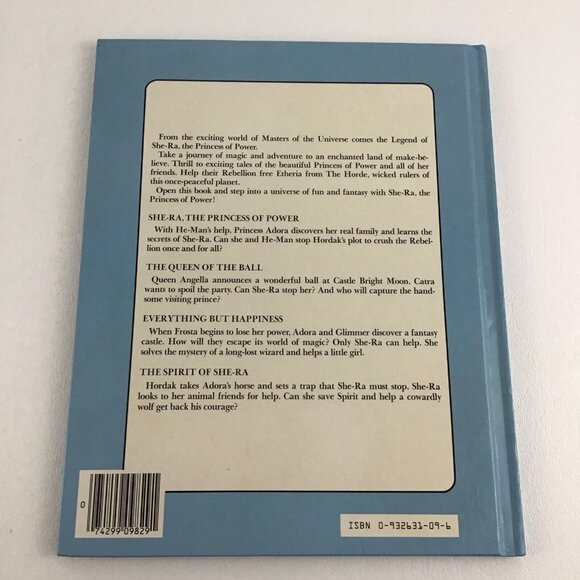 From the exciting world of Masters of the Universe comes the Legend of
She-Ra, the Princess of Power.
Take a journey of magic and adventure to an enchanted land of make-be-
lieve. Thrill to exciting tales of the beautiful Princess of Power and all of her
friends. Help their Rebellion free Etheria from The Horde, wicked rulers of
this once-peaceful planet.
Open this book and step into a universe of fun and fantasy with She-Ra, the
Princess of Power!
SHE-RA, THE PRINCESS OF POWER
With He-Man's help, Princess Adora discovers her real family and learns the
secrets of She-Ra. Can she and He-Man stop Hordak's plot to crush the Rebel-
lion once and for all?
THE QUEEN OF THE BALL
Queen Angella announces a wonderful ball at Castle Bright Moon. Catra
wants to spoil the party. Can She-Ra stop her? And who will capture the hand-
some visiting prince?
EVERYTHING BUT HAPPINESS
When Frosta begins to lose her power, Adora and Glimmer discover a fantasy
castle. How will they escape its world of magic? Only She-Ra can help. She
solves the mystery of a long-lost wizard and helps a little girl.
THE SPIRIT OF SHE-RA
Hordak takes Adora's horse and sets a trap that She-Ra must stop. She-Ra
looks to her animal friends for help. Can she save Spirit and help a cowardly
wolf get back his courage?
0
74299 09829
ISBN 0-932631-09-6